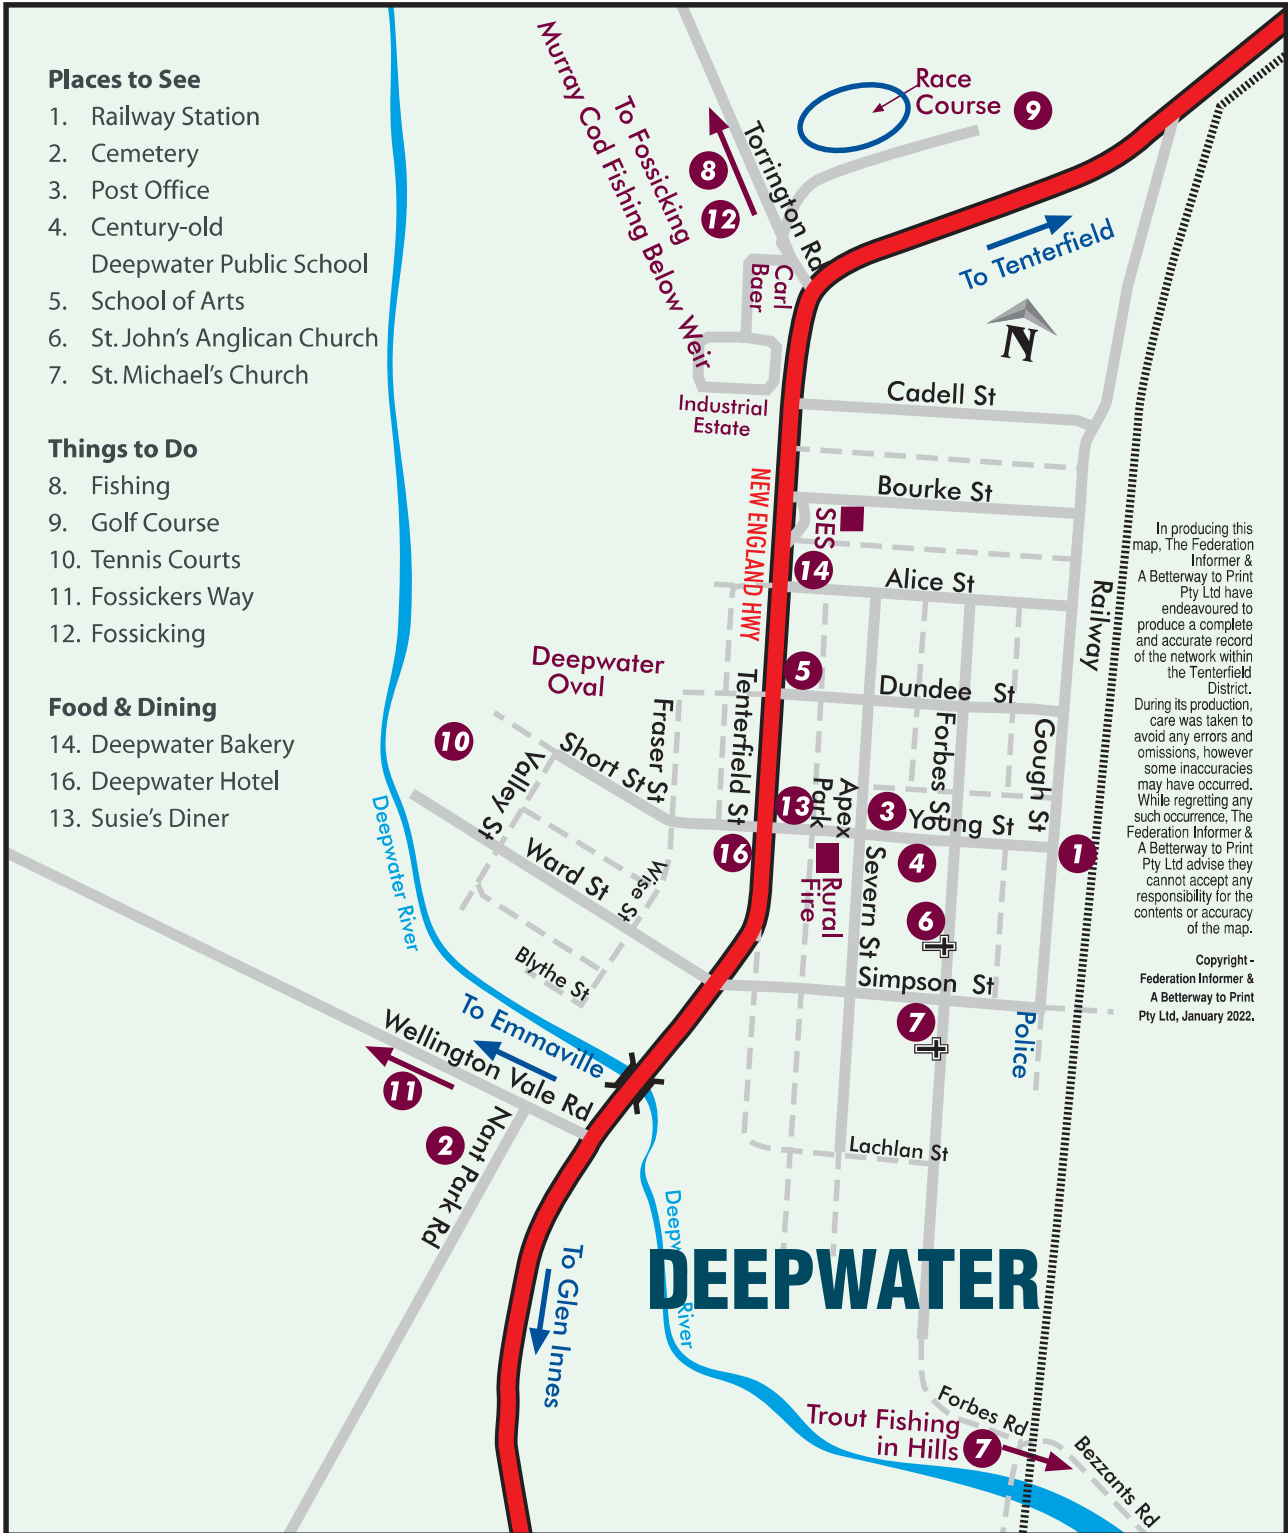 Places to See
1. Railway Station
2. Cemetery
3. Post Office
4. Century-old
Deepwater Public School
5. School of Arts
6. St. John's Anglican Church
7. St. Michael's Church
Things to Do
8. Fishing
9. Golf Course
10. Tennis Courts
11. Fossickers Way
12. Fossicking
Food & Dining
14. Deepwater Bakery
16. Deepwater Hotel
13. Susie's Diner
Murray Cod Fishing Below Weir
To Fossicking
8
12
Torrington Rd
Race
Course
9
To Tenterfield
N
Carl
Baer
Industrial
Estate
Cadell St
NEW ENGLAND HWY
Bourke St
SES
14
Alice St
Railway
Deepwater
Oval
5
Dundee St
10
Short St
Fraser St
St
Tenterfield St
Valley St
Ward St
Wise St
Blythe St
13
Apex
Park
3
Forbes St
Young St
Gough St
16
Rural
Fire
Severn St
4
1
6
Simpson St
7
Police
Deepwater River
To Emmaville
Wellington Vale Rd
11
2
Nant Park Rd
Lachlan St
To Glen Innes
Deepwater River
DEEPWATER
Forbes Rd
Trout Fishing
in Hills
7
Bezzants Rd
In producing this
map, The Federation
Informer &
A Betterway to Print
Pty Ltd have
endeavoured to
produce a complete
and accurate record
of the network within
the Tenterfield
District.
During its production,
care was taken to
avoid any errors and
omissions, however
some inaccuracies
may have occurred.
While regretting any
such occurrence, The
Federation Informer &
A Betterway to Print
Pty Ltd advise they
cannot accept any
responsibility for the
contents or accuracy
of the map.
Copyright -
Federation Informer &
A Betterway to Print
Pty Ltd, January 2022.